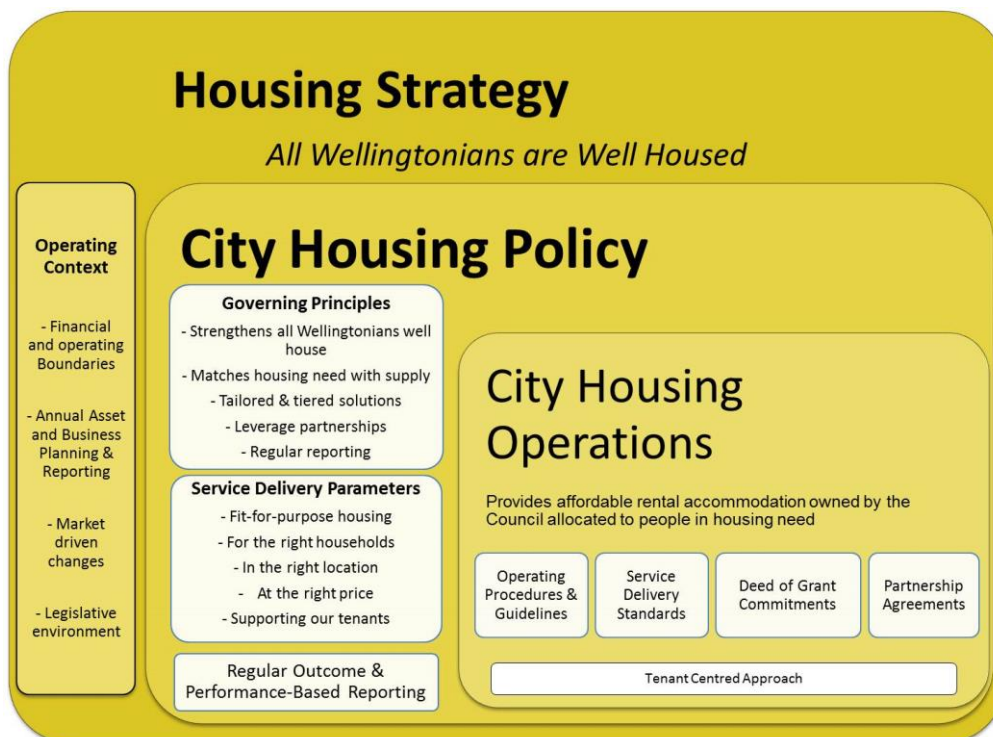 Housing Strategy
All Wellingtonians are Well Housed
Operating
Context
- Financial
and operating
Boundaries
- Annual Asset
and Business
Planning &
Reporting
- Market
driven
changes
- Legislative
environment
City Housing Policy
Governing Principles
- Strengthens all Wellingtonians well
house
- Matches housing need with supply
- Tailored & tiered solutions
- Leverage partnerships
- Regular reporting
Service Delivery Parameters
- Fit-for-purpose housing
- For the right households
- In the right location
- At the right price
- Supporting our tenants
Regular Outcome &
Performance-Based Reporting
City Housing
Operations
Provides affordable rental accommodation owned by the
Council allocated to people in housing need
Operating
Procedures &
Guidelines
Service
Delivery
Standards
Deed of Grant
Commitments
Partnership
Agreements
Tenant Centred Approach